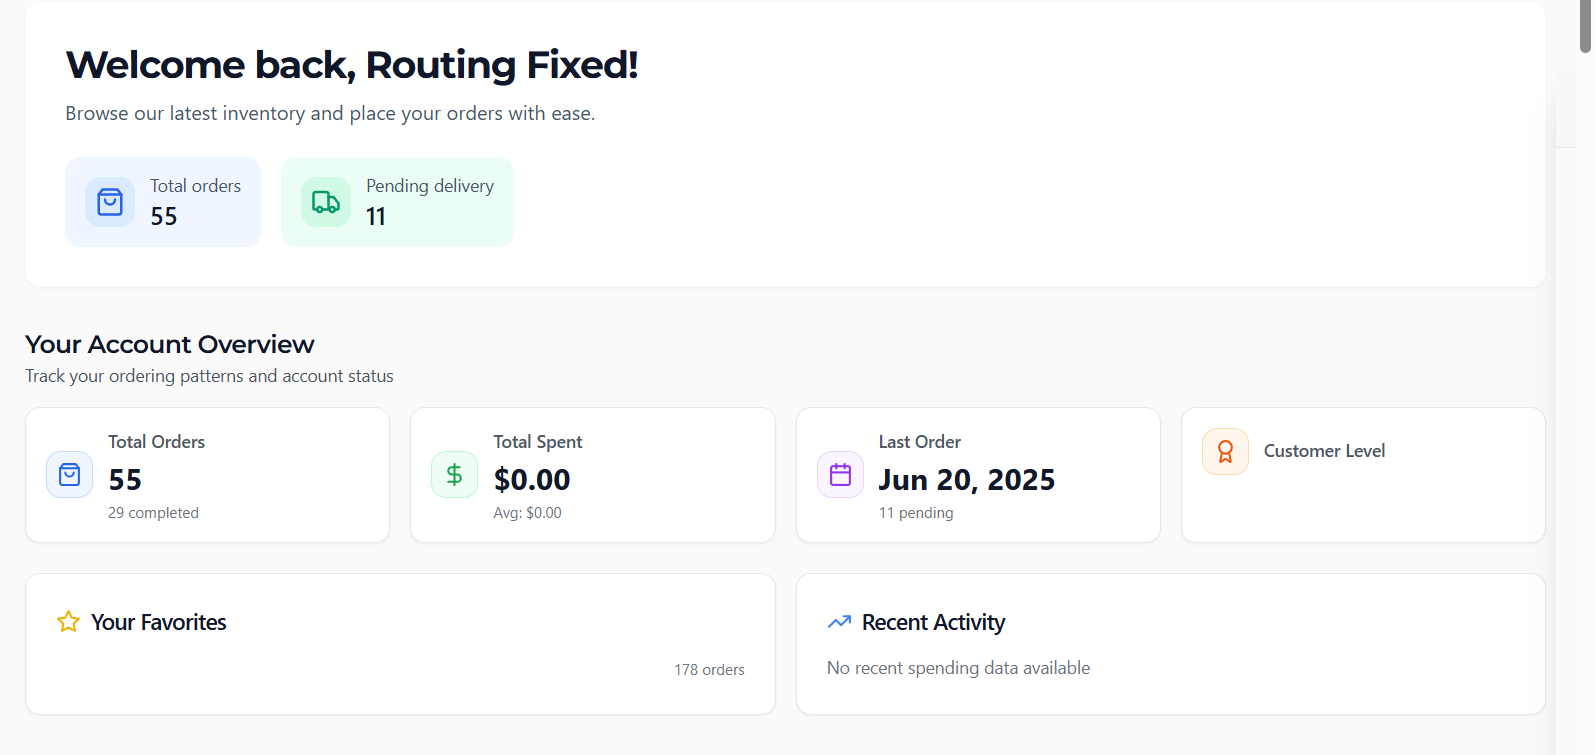 Welcome back, Routing Fixed!
Browse our latest inventory and place your orders with ease.
Total orders
55
Pending delivery
11
Your Account Overview
Track your ordering patterns and account status
Total Orders
55
29 completed
Total Spent
$0.00
Avg: $0.00
Last Order
Jun 20, 2025
11 pending
Customer Level
Your Favorites
178 orders
Recent Activity
No recent spending data available